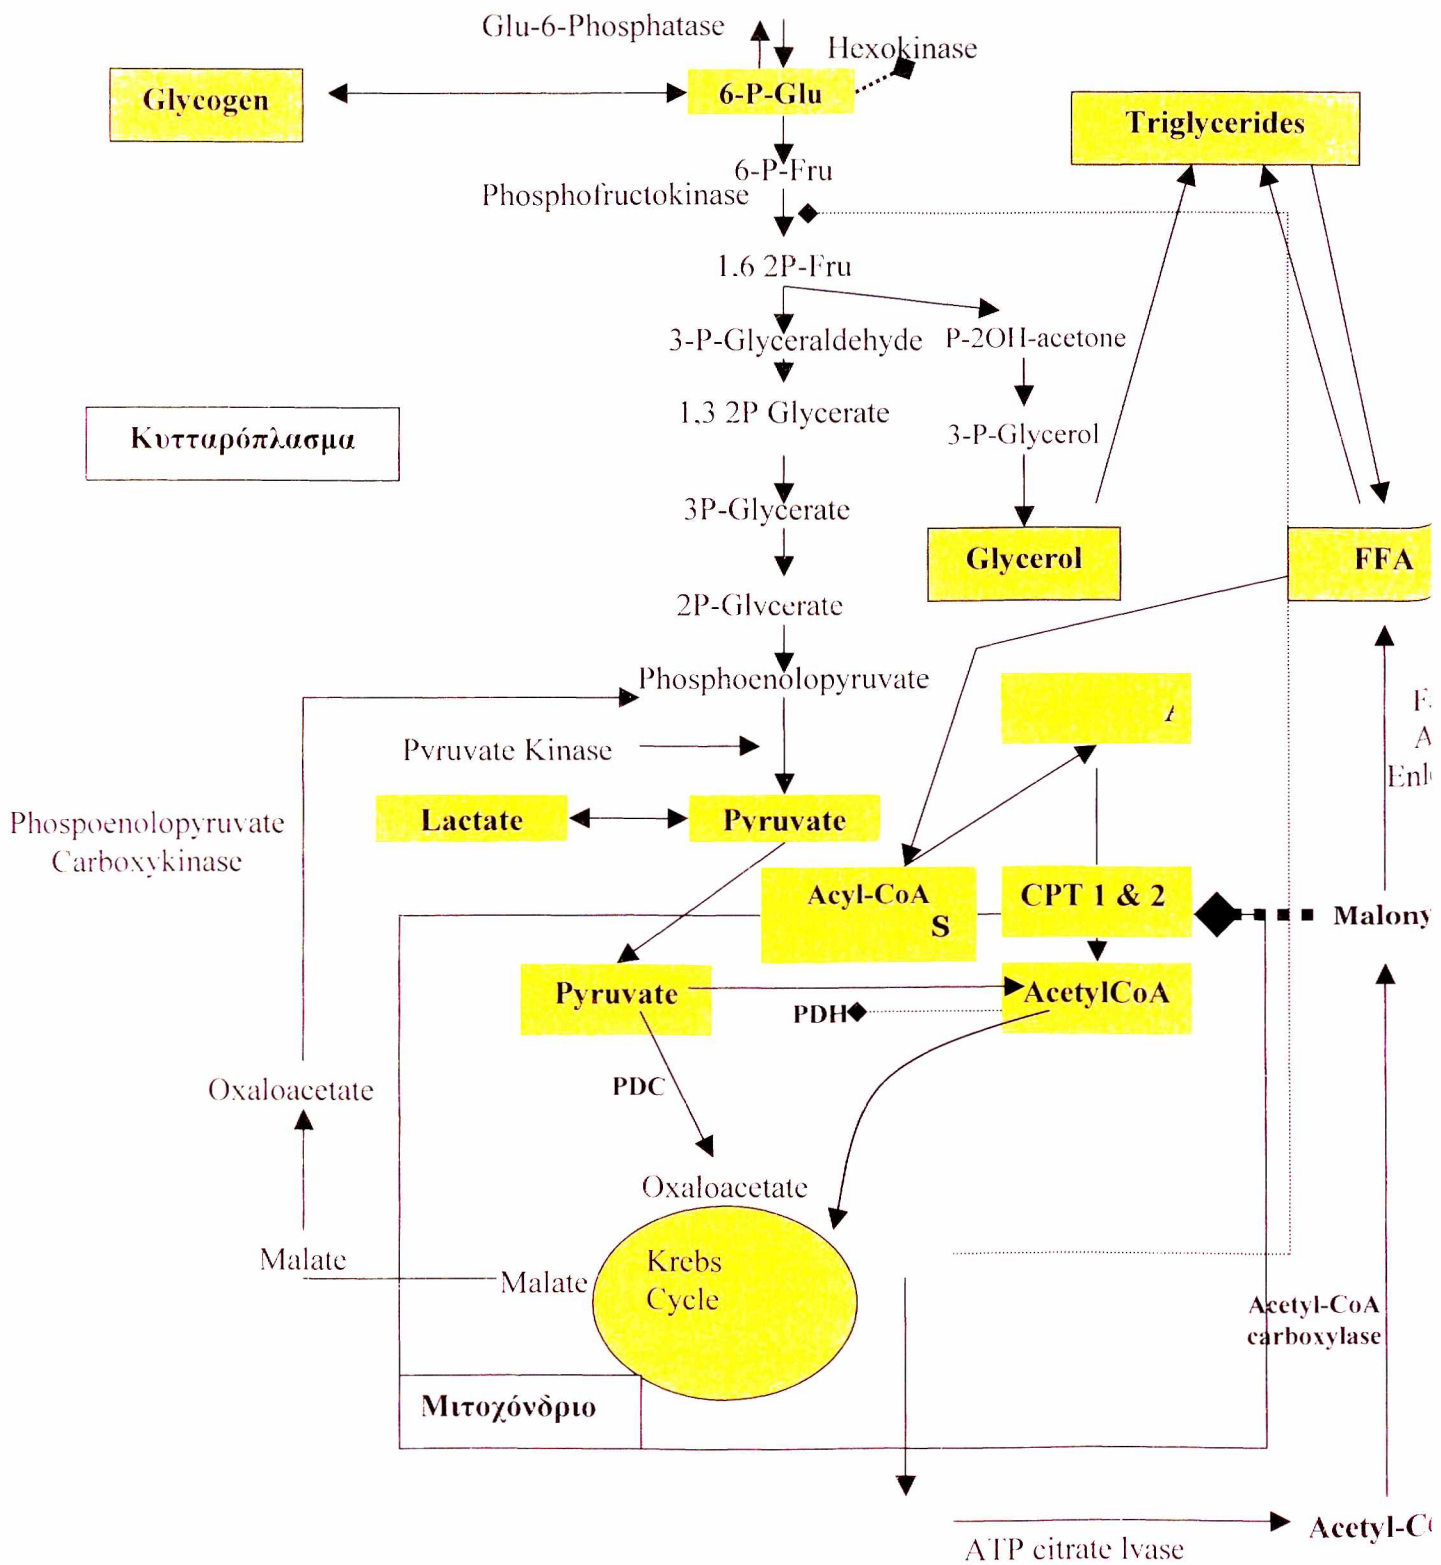 Glu-6-Phosphatase
Hexokinase
Glycogen
6-P-Glu
Triglycerides
6-P-Fru
Phosphofructokinase
1,6 2P-Fru
3-P-Glyceraldehyde
P-2OH-acetone
1,3 2P Glycerate
3-P-Glycerol
Κυτταρόπλασμα
3P-Glycerate
Glycerol
FFA
2P-Glycerate
Phosphoenolopyruvate
Pyruvate Kinase
Lactate
Pyruvate
Phospoenolopyruvate
Carboxykinase
Acyl-CoA
S
CPT 1 & 2
Malony
Pyruvate
AcetylCoA
PDH
PDC
Oxaloacetate
Oxaloacetate
Malate
Malate
Krebs
Cycle
Acetyl-CoA
carboxylase
Μιτοχόνδριο
ATP citrate lyase
Acetyl-C